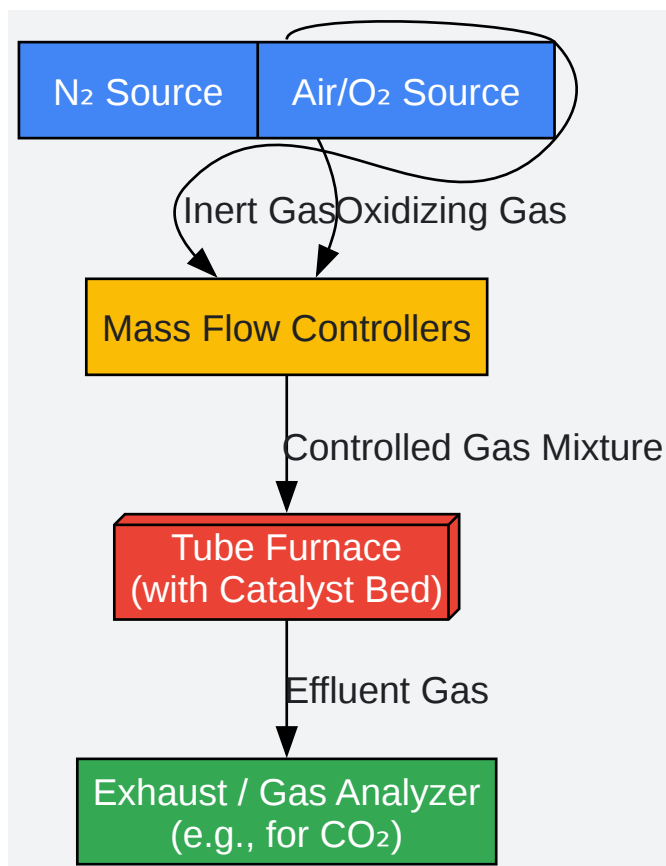 N₂ Source
Air/O₂ Source
Inert Gas
Oxidizing Gas
Mass Flow Controllers
Controlled Gas Mixture
Tube Furnace
(with Catalyst Bed)
Effluent Gas
Exhaust / Gas Analyzer
(e.g., for CO₂)